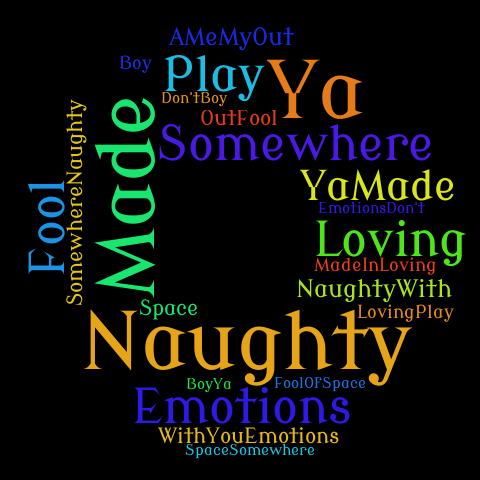 AMeMyOut
Boy
Play
Ya
Don'tBoy
OutFool
Made
Somewhere
SomewhereNaughty
Fool
YaMade
EmotionsDon't
Loving
MadeInLoving
NaughtyWith
Space
LovingPlay
Naughty
BoyYa
FoolOFSpace
Emotions
WithYouEmotions
SpaceSomewhere